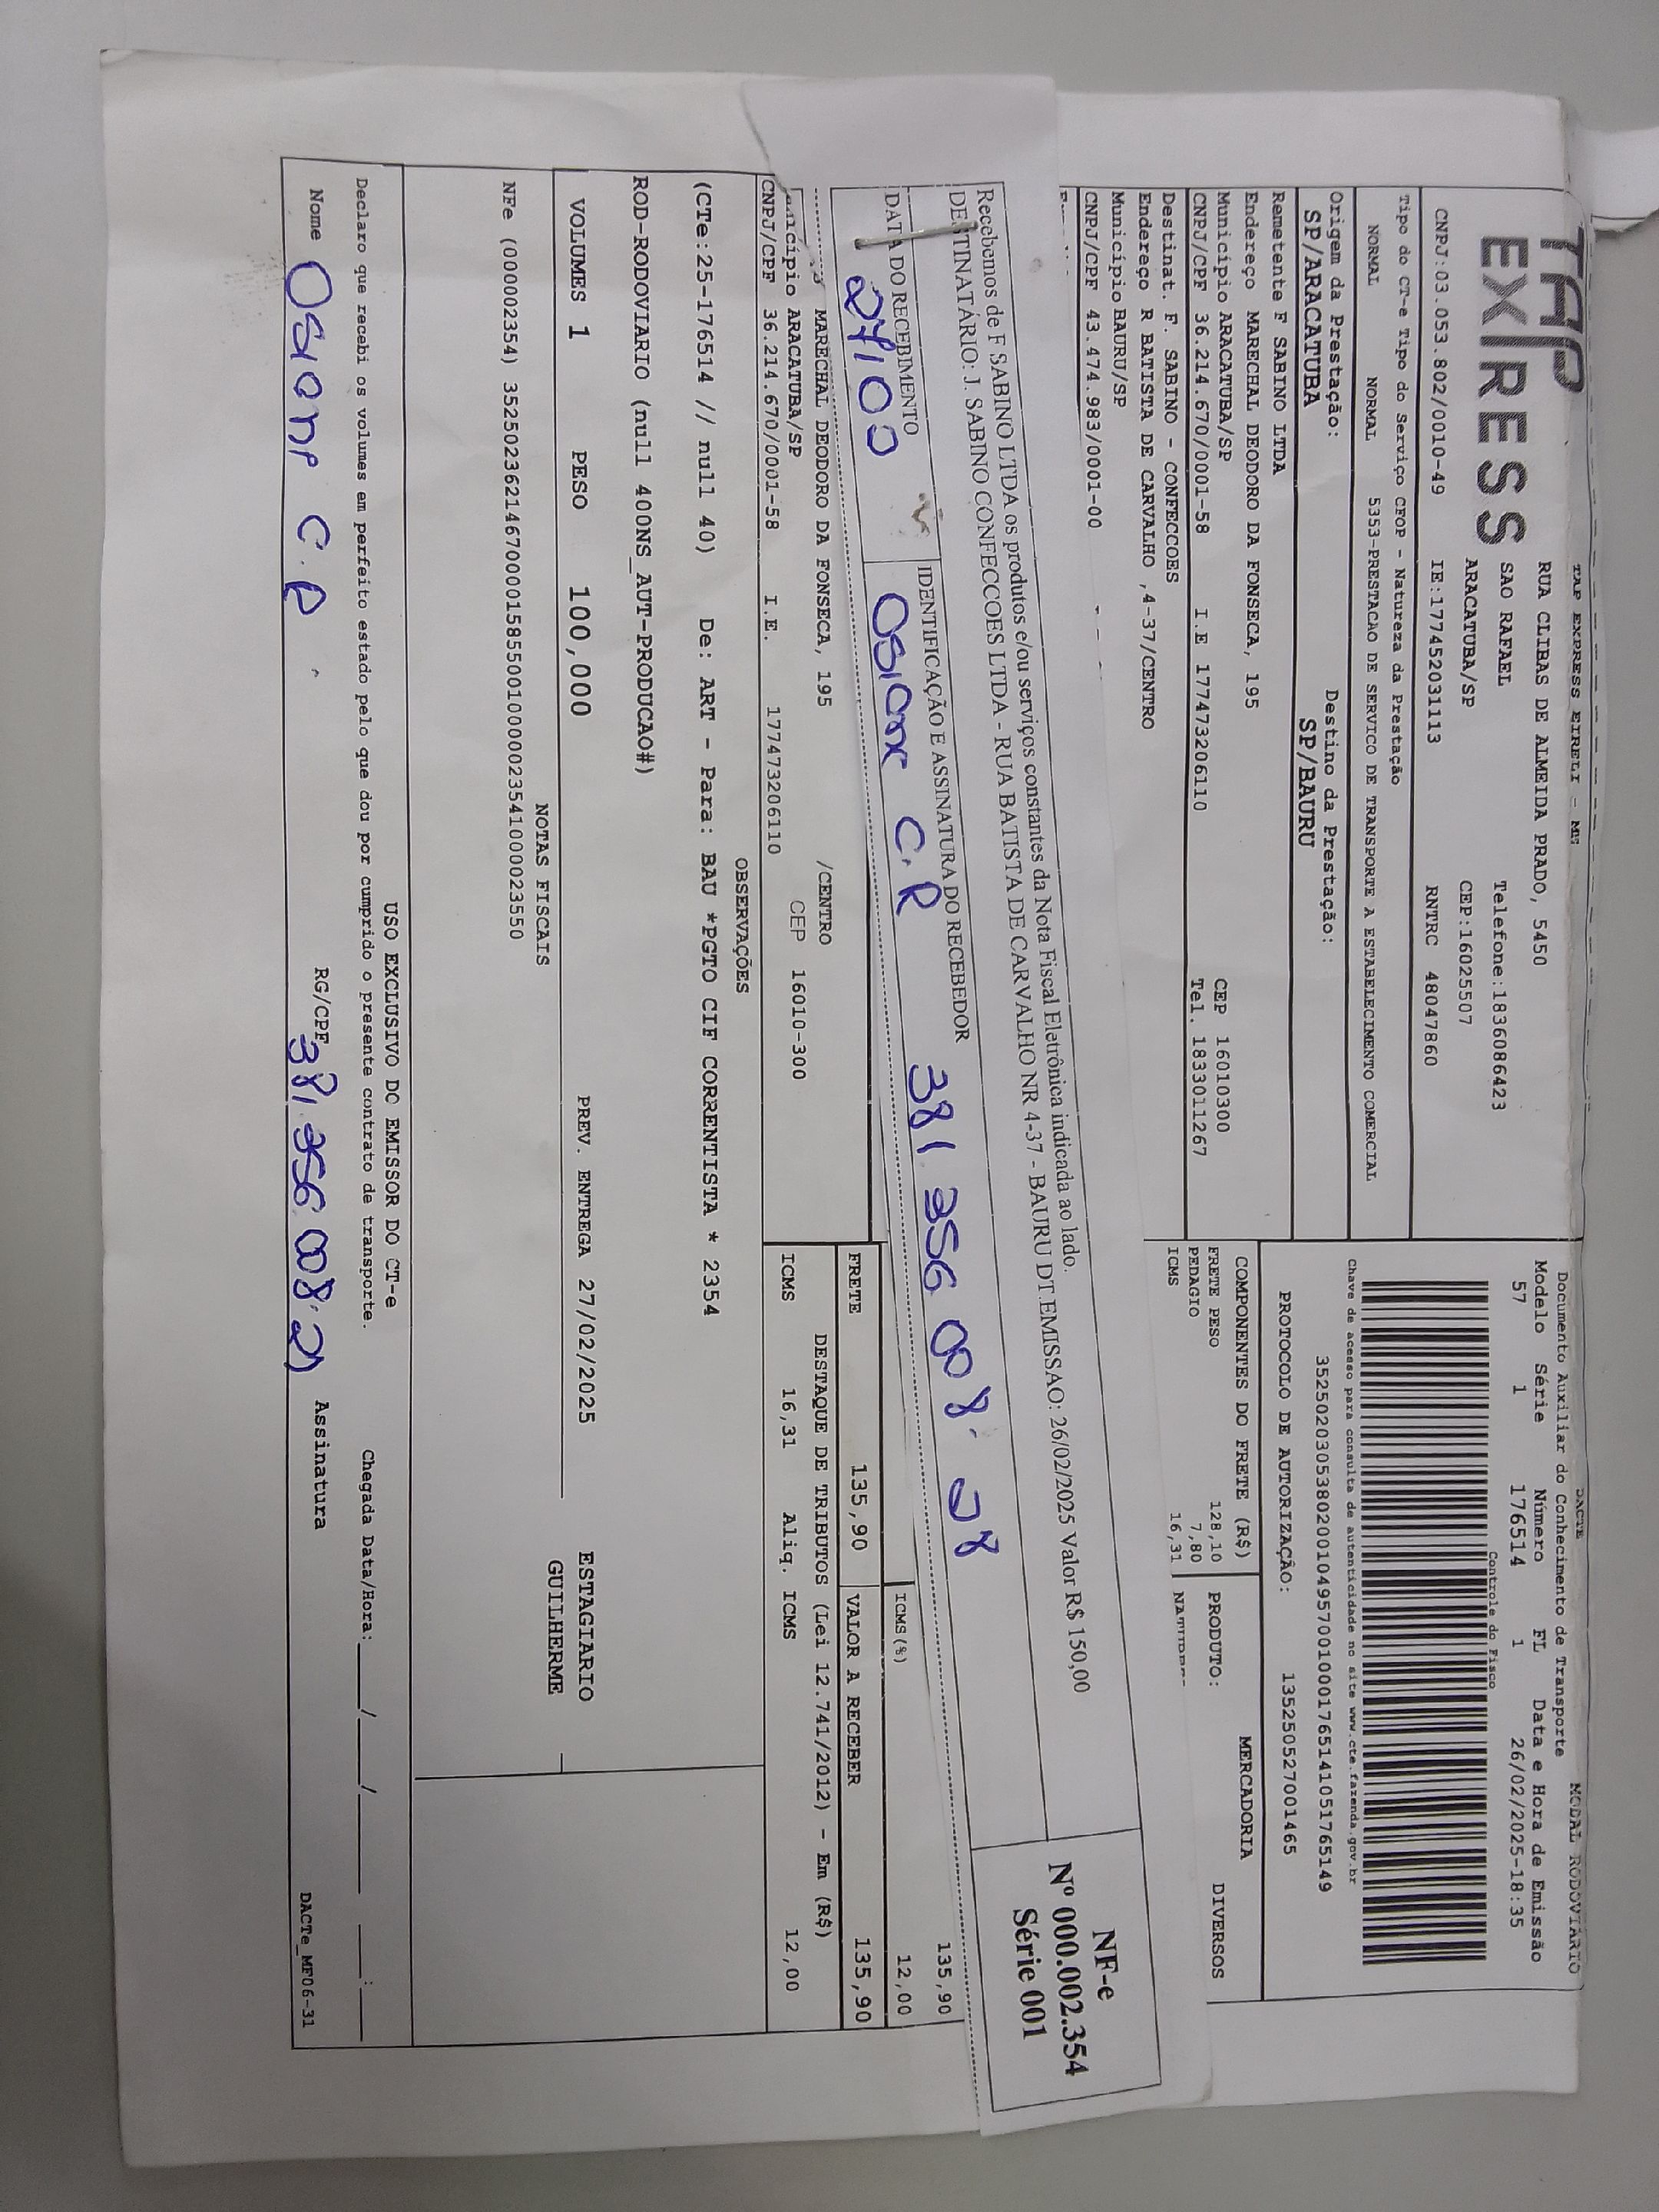 TAP EXPRESS EIRELI - ME
TAP
EXPRESS
RUA CLIBAS DE ALMEIDA PRADO, 5450
SAO RAFAEL
Telefone:1836086423
ARACATUBA/SP
CEP:16025507
CNPJ:03.053.802/0010-49
IE:177452031113
RNTRC 48047860
DACTE
MODAL RODOVIÁRIO
Documento Auxiliar do Conhecimento de Transporte
Modelo Série Número FL Data e Hora de Emissão
57 1 176514 1 26/02/2025-18:35
Controle do Fisco
Chave de acesso para consulta de autenticidade no site www.cte.fazenda.gov.br
35250203053802001049570010001765141051765149
PROTOCOLO DE AUTORIZAÇÃO: 135250527001465
Tipo do CT-e Tipo do Serviço CFOP - Natureza da Prestação
NORMAL NORMAL 5353-PRESTACAO DE SERVICO DE TRANSPORTE A ESTABELECIMENTO COMERCIAL
Origem da Prestação: Destino da Prestação:
SP/ARACATUBA SP/BAURU
Remetente F SABINO LTDA
Endereço MARECHAL DEODORO DA FONSECA, 195
Município ARACATUBA/SP CEP 16010300
CNPJ/CPF 36.214.670/0001-58 I.E 177473206110 Tel. 1833011267
Destinat. F. SABINO - CONFECCOES
Endereço R BATISTA DE CARVALHO ,4-37/CENTRO
Município BAURU/SP
CNPJ/CPF 43.474.983/0001-00
COMPONENTES DO FRETE (R$)
FRETE PESO 128,10
PEDAGIO 7,80
ICMS 16,31
MERCADORIA
PRODUTO: DIVERSOS
Recebemos de F SABINO LTDA os produtos e/ou serviços constantes da Nota Fiscal Eletrônica indicada ao lado.
DESTINATÁRIO: J. SABINO CONFECCOES LTDA - RUA BATISTA DE CARVALHO NR 4-37 - BAURU DT.EMISSAO: 26/02/2025 Valor R$ 150,00
DATA DO RECEBIMENTO
IDENTIFICAÇÃO E ASSINATURA DO RECEBEDOR
C.R 381 356 008
NF-e
Nº 000.002.354
Série 001
135,90
ICMS(%) 12,00
MARECHAL DEODORO DA FONSECA, 195 /CENTRO
ARACATUBA/SP CEP 16010-300
CNPJ/CPF 36.214.670/0001-58 I.E. 177473206110
FRETE 135,90 VALOR A RECEBER 135,90
DESTAQUE DE TRIBUTOS (Lei 12.741/2012) - Em (R$)
ICMS 16,31 Aliq. ICMS 12,00
OBSERVAÇÕES
(CTe:25-176514 // null 40) De: ART - Para: BAU *PGTO CIF CORRENTISTA * 2354
ROD-RODOVIARIO (null 400NS_AUT-PRODUCAO#)
VOLUMES 1 PESO 100,000 PREV. ENTREGA 27/02/2025 ESTAGIARIO
GUILHERME
NOTAS FISCAIS
NFe (000002354) 35250236214670000158550010000023541000023550
USO EXCLUSIVO DO EMISSOR DO CT-e
Declaro que recebi os volumes em perfeito estado pelo que dou por cumprido o presente contrato de transporte. Chegada Data/Hora:___/___/_____ ___:___
Nome C.R RG/CPF 381.356.008. Assinatura
DACTe_MF06-31